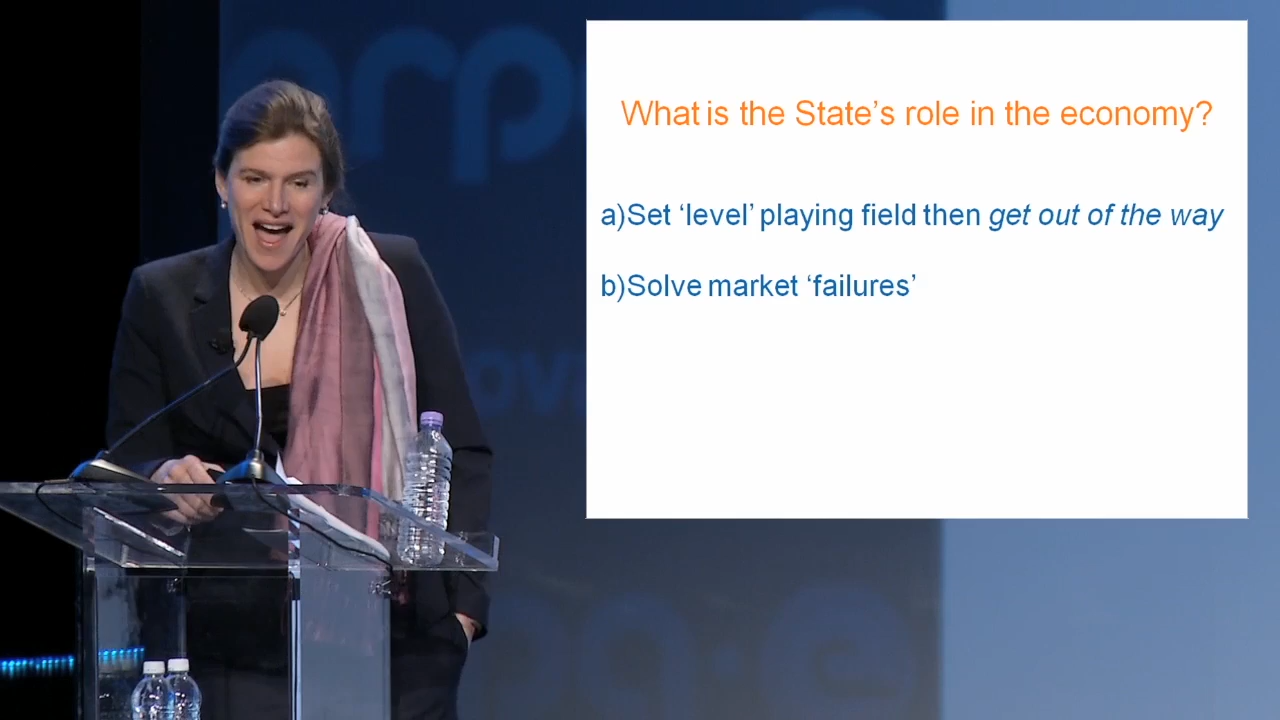 arpa
What is the State’s role in the economy?
a)Set ‘level’ playing field then get out of the way
b)Solve market ‘failures’